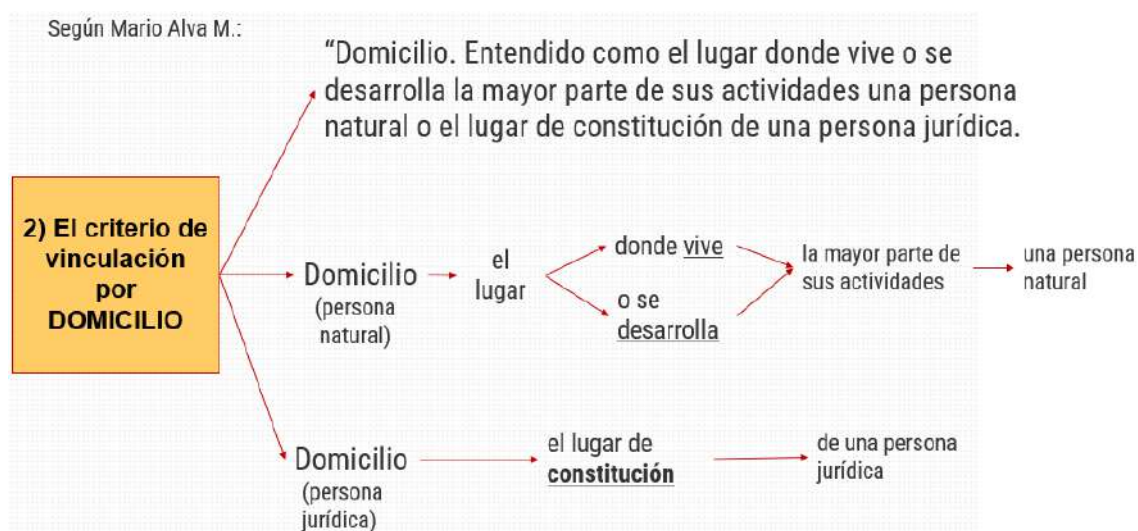 Según Mario Alva M.:
“Domicilio. Entendido como el lugar donde vive o se
desarrolla la mayor parte de sus actividades una persona
natural o el lugar de constitución de una persona jurídica.
2) El criterio de
vinculación
por
DOMICILIO
Domicilio
(persona
natural)
el
lugar
donde vive
o se
desarrolla
la mayor parte de
sus actividades
una persona
natural
Domicilio
(persona
jurídica)
el lugar de
constitución
de una persona
jurídica